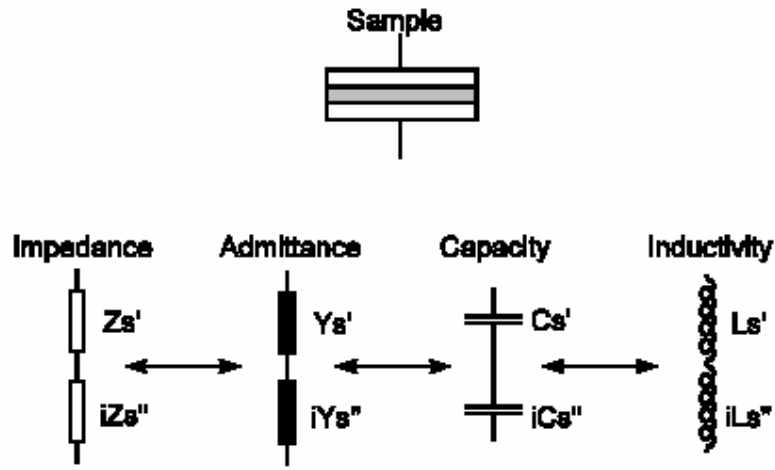 Sample
Impedance Admittance Capacity Inductivity
Zs' Ys' Cs' Ls'
iZs" iYs" iCs" iLs"